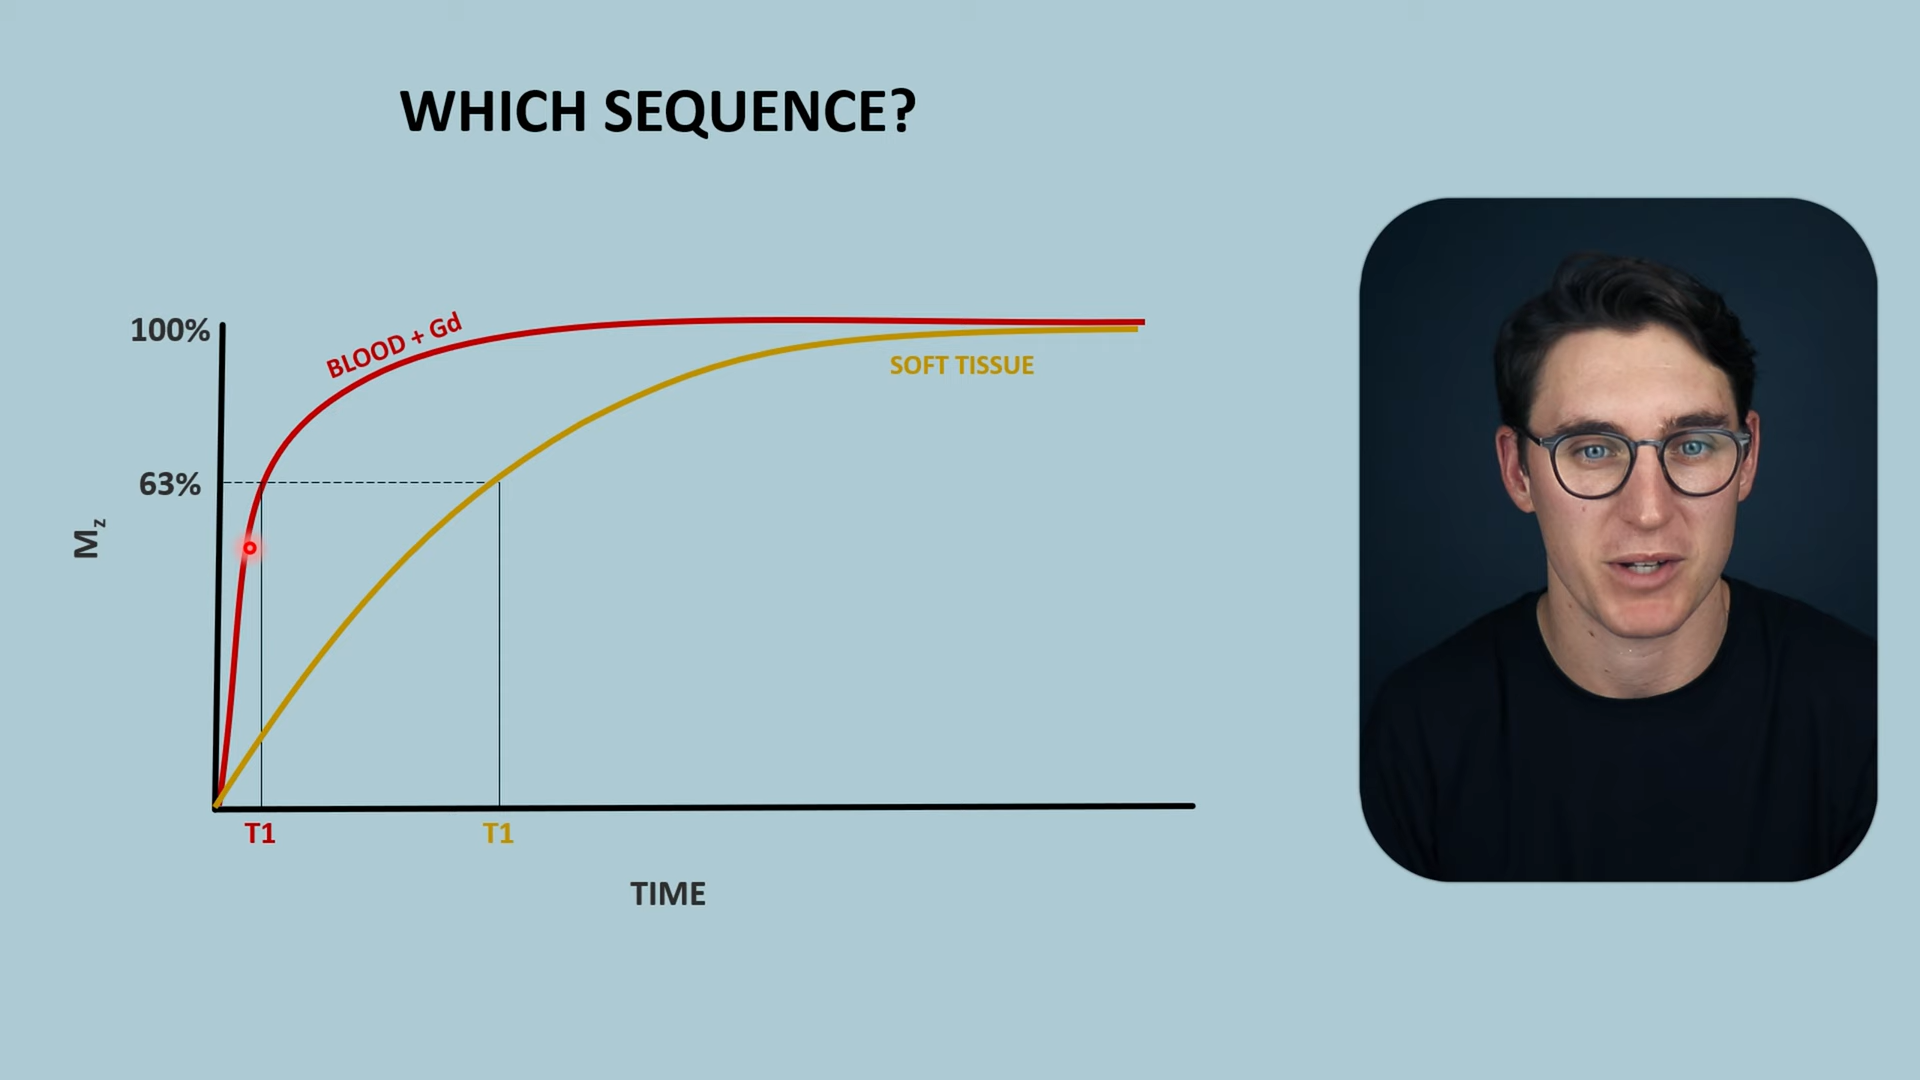 WHICH SEQUENCE?
100%
BLOOD + Gd
SOFT TISSUE
63%
Mz
T1
T1
TIME